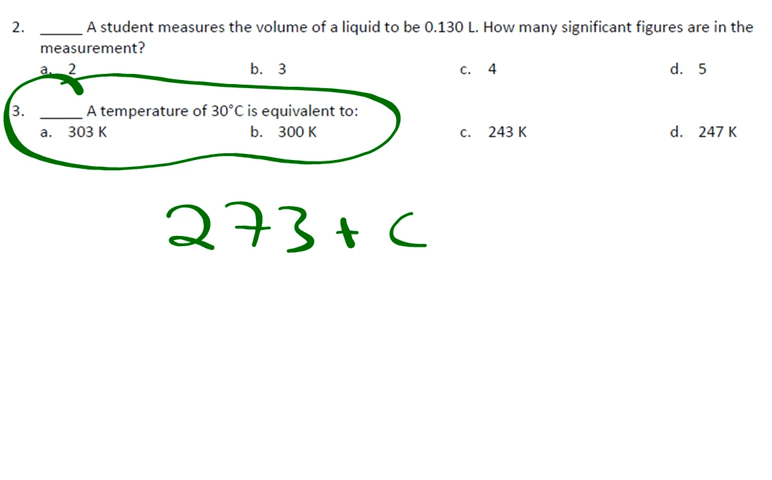 2. _____ A student measures the volume of a liquid to be 0.130 L. How many significant figures are in the
measurement?
a. 2 b. 3 c. 4 d. 5
3. _____ A temperature of 30°C is equivalent to:
a. 303 K b. 300 K c. 243 K d. 247 K
273 + C